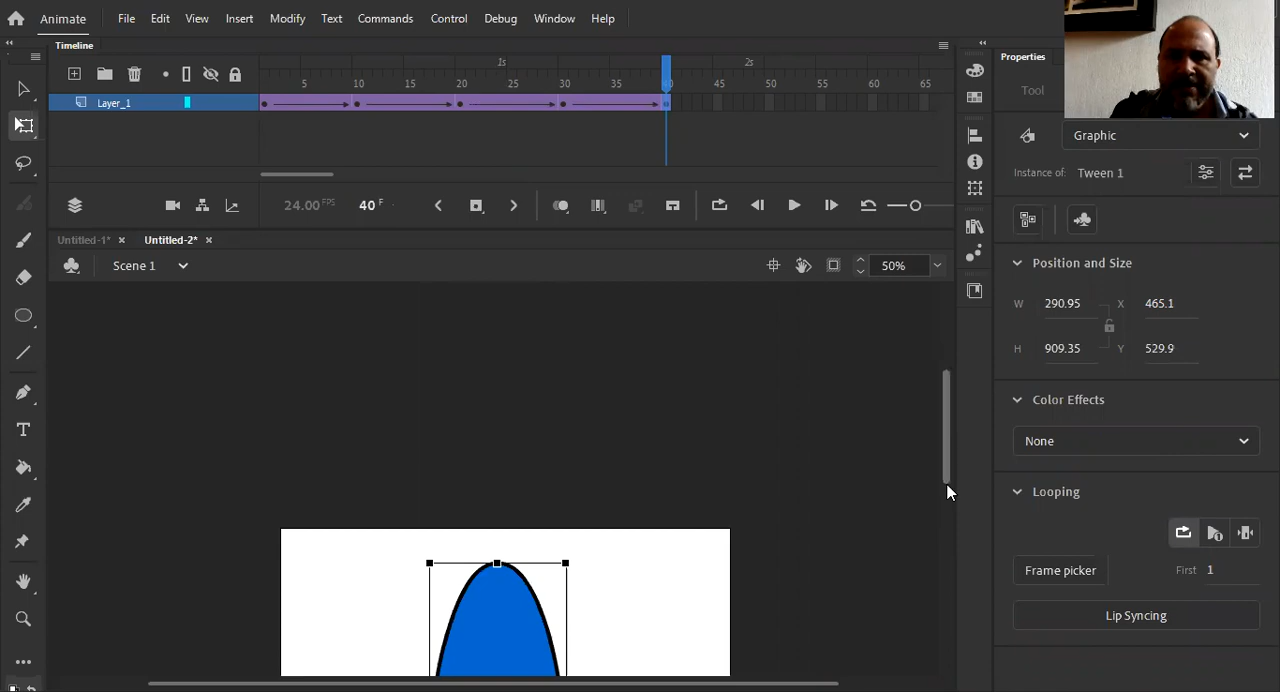 Animate File Edit View Insert Modify Text Commands Control Debug Window Help
Timeline
Properties
1s 2s
5 10 15 20 25 30 35 40 45 50 55 60 65
Tool
Layer_1
Graphic
Instance of: Tween 1
24.00 FPS 40 F
Untitled-1* Untitled-2*
Scene 1 50%
Position and Size
W 290.95 X 465.1
H 909.35 Y 529.9
Color Effects
None
Looping
Frame picker First 1
Lip Syncing